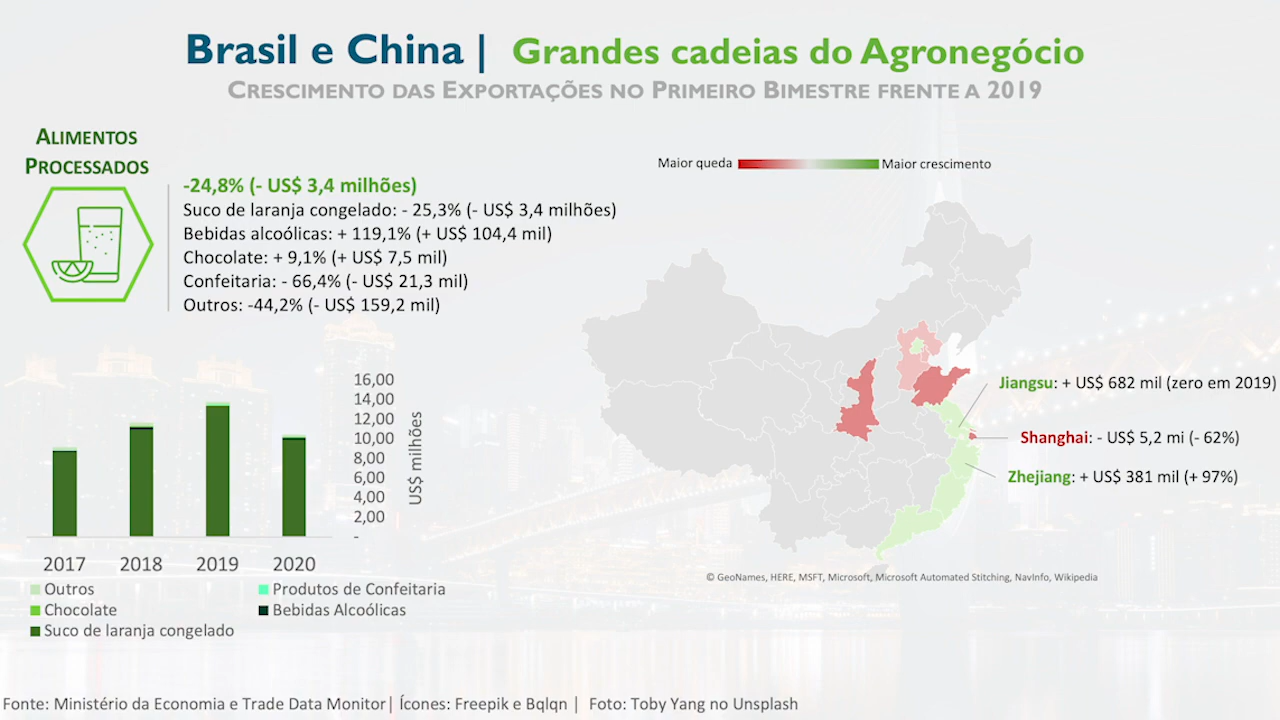 Brasil e China | Grandes cadeias do Agronegócio
CRESCIMENTO DAS EXPORTAÇÕES NO PRIMEIRO BIMESTRE FRENTE A 2019
ALIMENTOS
PROCESSADOS
-24,8% (- US$ 3,4 milhões)
Suco de laranja congelado: - 25,3% (- US$ 3,4 milhões)
Bebidas alcoólicas: + 119,1% (+ US$ 104,4 mil)
Chocolate: + 9,1% (+ US$ 7,5 mil)
Confeitaria: - 66,4% (- US$ 21,3 mil)
Outros: -44,2% (- US$ 159,2 mil)
Maior queda
Maior crescimento
16,00
14,00
12,00
10,00
8,00
6,00
4,00
2,00
-
US$ milhões
2017 2018 2019 2020
Outros
Produtos de Confeitaria
Chocolate
Bebidas Alcoólicas
Suco de laranja congelado
Jiangsu: + US$ 682 mil (zero em 2019)
Shanghai: - US$ 5,2 mi (- 62%)
Zhejiang: + US$ 381 mil (+ 97%)
© GeoNames, HERE, MSFT, Microsoft, Microsoft Automated Stitching, NavInfo, Wikipedia
Fonte: Ministério da Economia e Trade Data Monitor| Ícones: Freepik e Bqlqn | Foto: Toby Yang no Unsplash